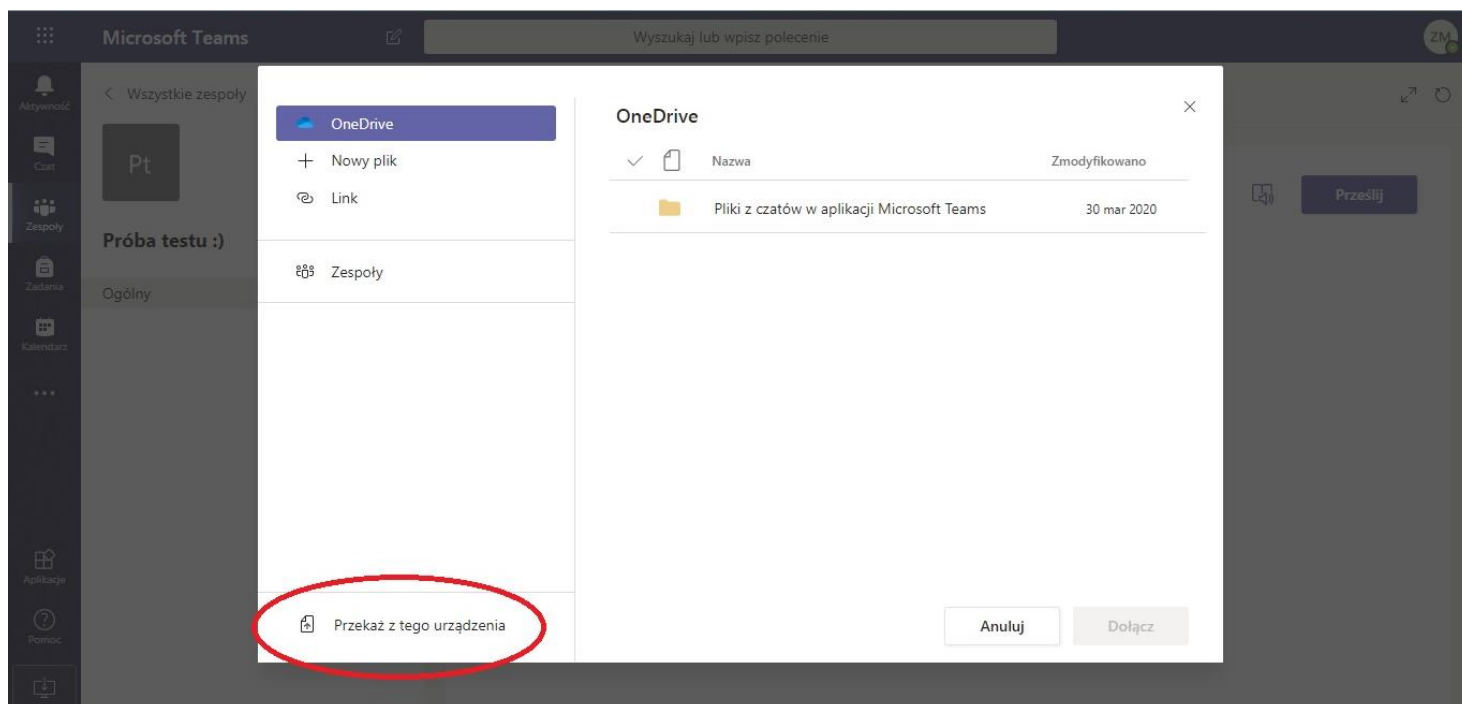 Microsoft Teams
Wyszukaj lub wpisz polecenie
ZM
Aktywność
Czat
Zespoły
Zadania
Kalendarz
Aplikacje
Pomoc
Wszystkie zespoły
Pt
Próba testu :)
Ogólny
OneDrive
Nowy plik
Link
Zespoły
Przekaż z tego urządzenia
OneDrive
Nazwa Zmodyfikowano
Pliki z czatów w aplikacji Microsoft Teams 30 mar 2020
Anuluj Dołącz
Prześlij